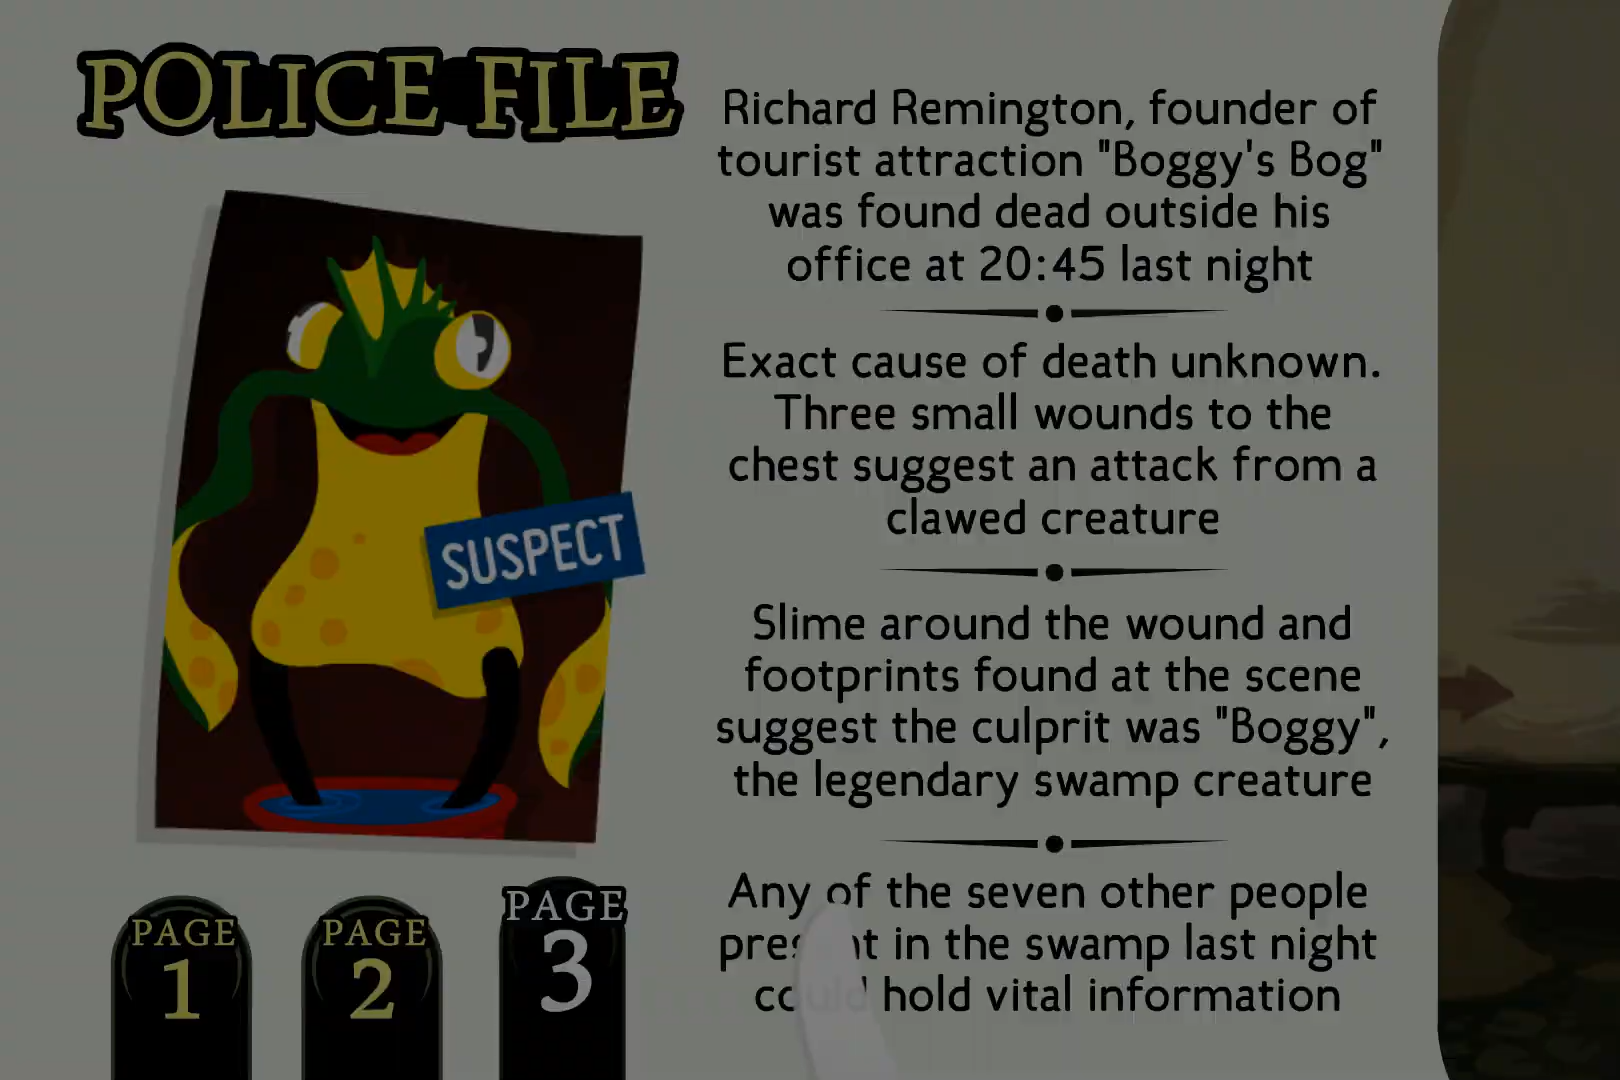 POLICE FILE
Richard Remington, founder of
tourist attraction "Boggy's Bog"
was found dead outside his
office at 20:45 last night
Exact cause of death unknown.
Three small wounds to the
chest suggest an attack from a
clawed creature
Slime around the wound and
footprints found at the scene
suggest the culprit was "Boggy",
the legendary swamp creature
Any of the seven other people
present in the swamp last night
could hold vital information
SUSPECT
PAGE
1
PAGE
2
PAGE
3